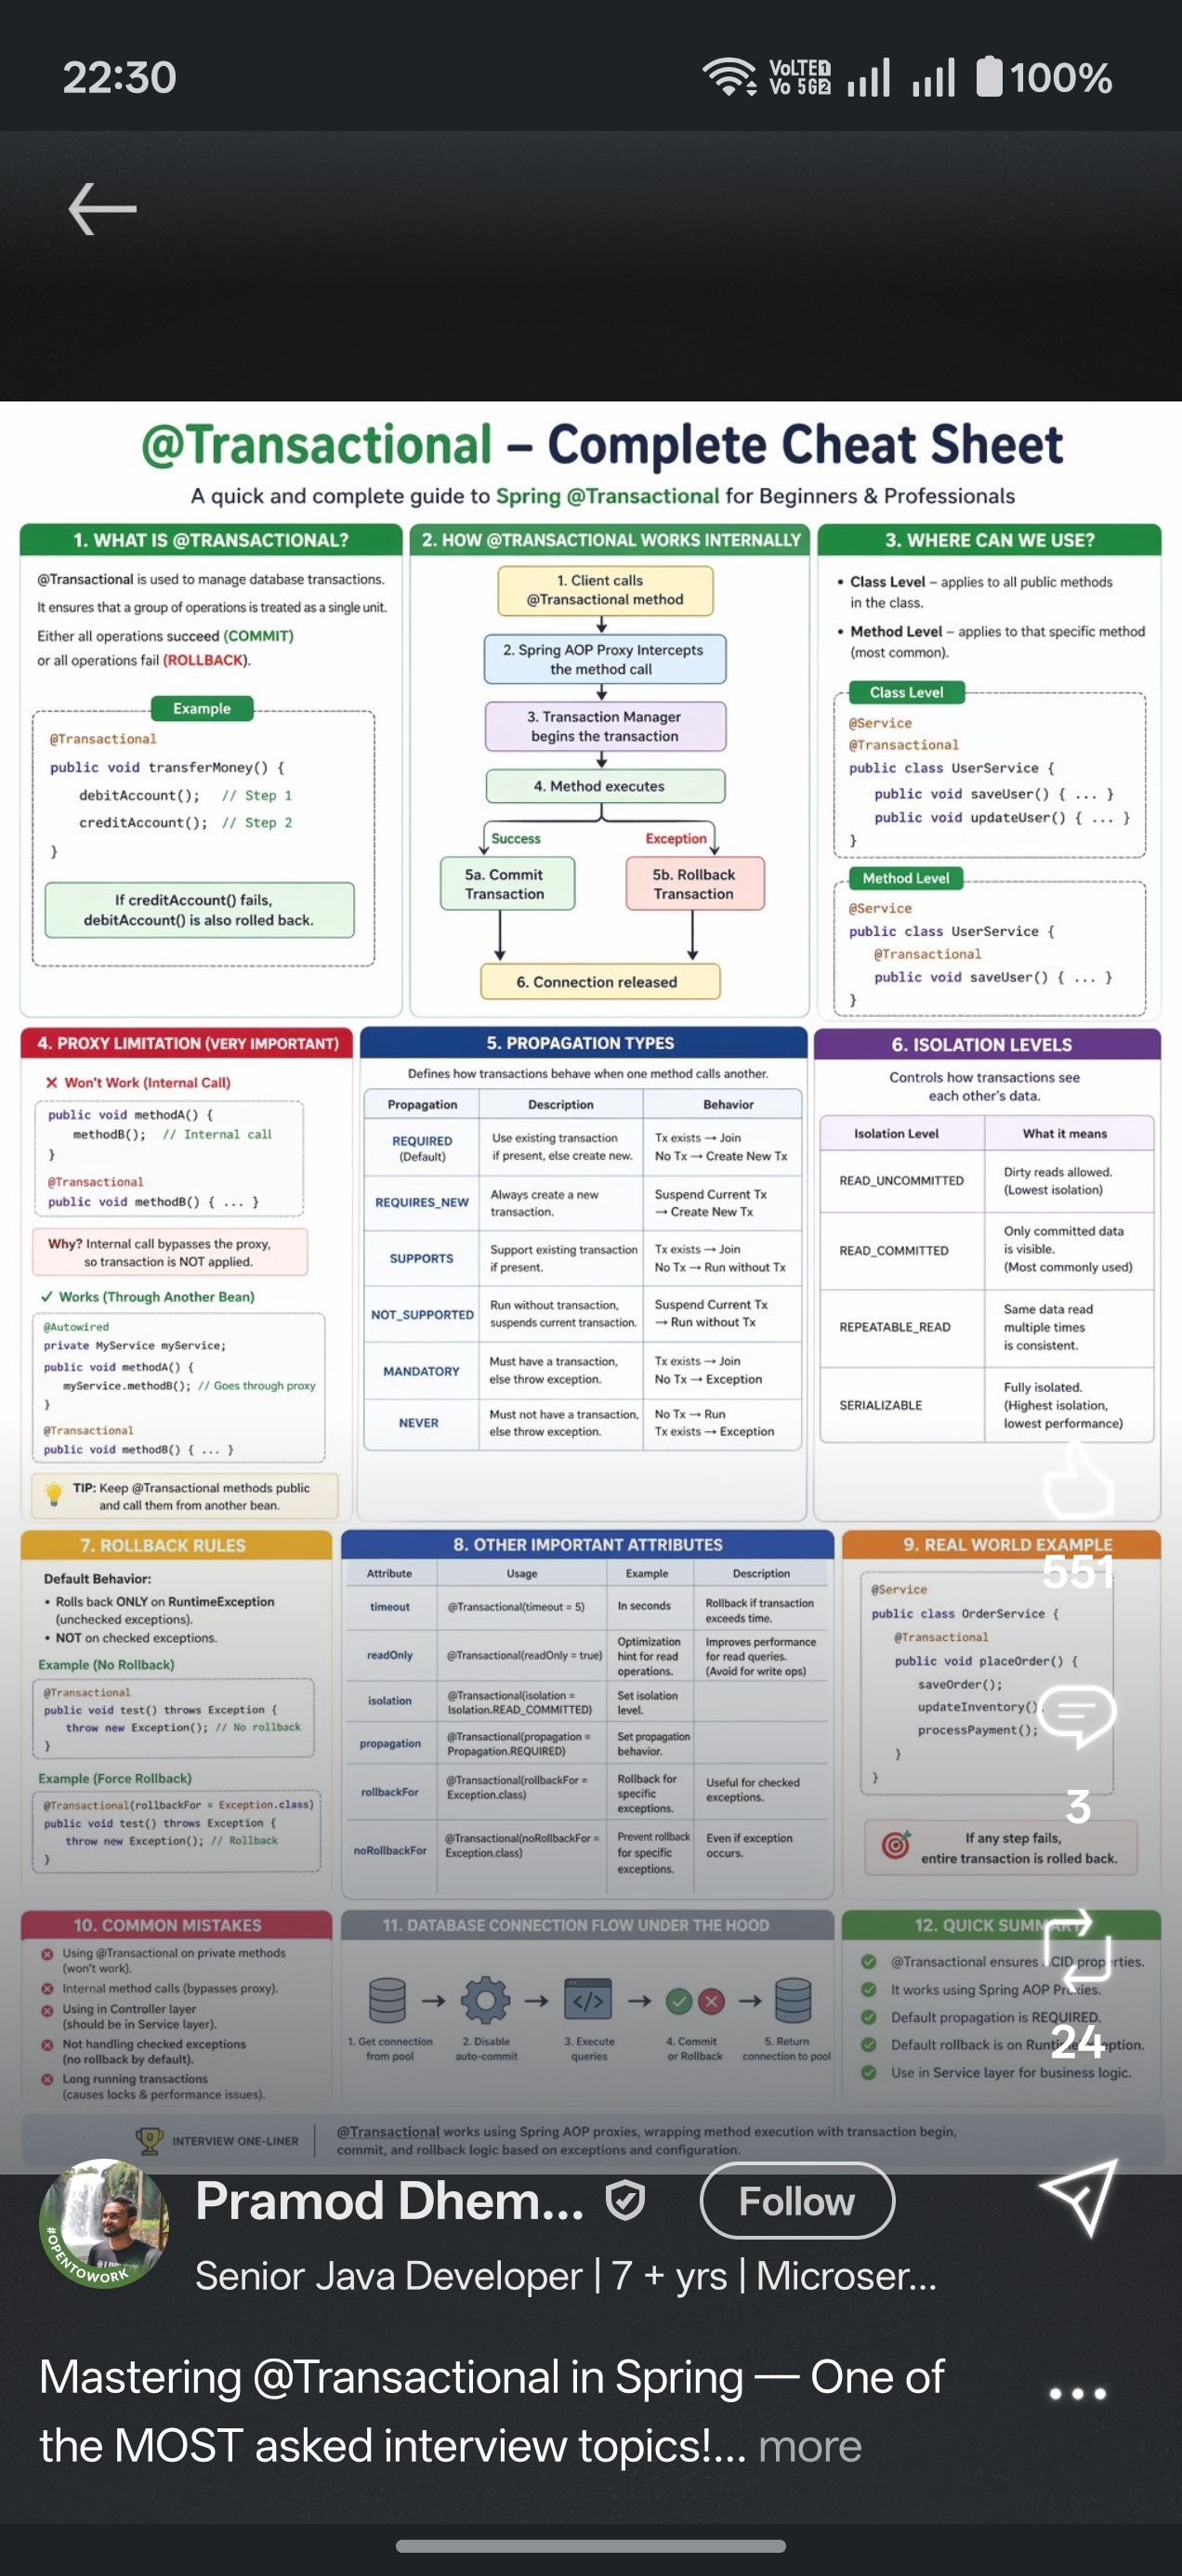 22:30
VoLTE1
Vo 5G2
100%
@Transactional – Complete Cheat Sheet
A quick and complete guide to Spring @Transactional for Beginners & Professionals
1. WHAT IS @TRANSACTIONAL?
@Transactional is used to manage database transactions.
It ensures that a group of operations is treated as a single unit.
Either all operations succeed (COMMIT)
or all operations fail (ROLLBACK).
Example
@Transactional
public void transferMoney() {
debitAccount(); // Step 1
creditAccount(); // Step 2
}
If creditAccount() fails,
debitAccount() is also rolled back.
2. HOW @TRANSACTIONAL WORKS INTERNALLY
1. Client calls
@Transactional method
2. Spring AOP Proxy Intercepts
the method call
3. Transaction Manager
begins the transaction
4. Method executes
Success
Exception
5a. Commit
Transaction
5b. Rollback
Transaction
6. Connection released
3. WHERE CAN WE USE?
• Class Level – applies to all public methods
in the class.
• Method Level – applies to that specific method
(most common).
Class Level
@Service
@Transactional
public class UserService {
public void saveUser() { ... }
public void updateUser() { ... }
}
Method Level
@Service
public class UserService {
@Transactional
public void saveUser() { ... }
}
4. PROXY LIMITATION (VERY IMPORTANT)
✗ Won't Work (Internal Call)
public void methodA() {
methodB(); // Internal call
}
@Transactional
public void methodB() { ... }
Why? Internal call bypasses the proxy,
so transaction is NOT applied.
✓ Works (Through Another Bean)
@Autowired
private MyService myService;
public void methodA() {
myService.methodB(); // Goes through proxy
}
@Transactional
public void methodB() { ... }
TIP: Keep @Transactional methods public
and call them from another bean.
5. PROPAGATION TYPES
Defines how transactions behave when one method calls another.
Propagation Description Behavior
REQUIRED
(Default)
Use existing transaction
if present, else create new.
Tx exists → Join
No Tx → Create New Tx
REQUIRES_NEW
Always create a new
transaction.
Suspend Current Tx
→ Create New Tx
SUPPORTS
Support existing transaction
if present.
Tx exists → Join
No Tx → Run without Tx
NOT_SUPPORTED
Run without transaction,
suspends current transaction.
Suspend Current Tx
→ Run without Tx
MANDATORY
Must have a transaction,
else throw exception.
Tx exists → Join
No Tx → Exception
NEVER
Must not have a transaction,
else throw exception.
No Tx → Run
Tx exists → Exception
6. ISOLATION LEVELS
Controls how transactions see
each other's data.
Isolation Level What it means
READ_UNCOMMITTED
Dirty reads allowed.
(Lowest isolation)
READ_COMMITTED
Only committed data
is visible.
(Most commonly used)
REPEATABLE_READ
Same data read
multiple times
is consistent.
SERIALIZABLE
Fully isolated.
(Highest isolation,
lowest performance)
7. ROLLBACK RULES
Default Behavior:
• Rolls back ONLY on RuntimeException
(unchecked exceptions).
• NOT on checked exceptions.
Example (No Rollback)
@Transactional
public void test() throws Exception {
throw new Exception(); // No rollback
}
Example (Force Rollback)
@Transactional(rollbackFor = Exception.class)
public void test() throws Exception {
throw new Exception(); // Rollback
}
8. OTHER IMPORTANT ATTRIBUTES
Attribute Usage Example Description
timeout
@Transactional(timeout = 5)
In seconds
Rollback if transaction
exceeds time.
readOnly
@Transactional(readOnly = true)
Optimization
hint for read
operations.
Improves performance
for read queries.
(Avoid for write ops)
isolation
@Transactional(isolation =
Isolation.READ_COMMITTED)
Set isolation
level.
propagation
@Transactional(propagation =
Propagation.REQUIRED)
Set propagation
behavior.
rollbackFor
@Transactional(rollbackFor =
Exception.class)
Rollback for
specific
exceptions.
Useful for checked
exceptions.
noRollbackFor
@Transactional(noRollbackFor =
Exception.class)
Prevent rollback
for specific
exceptions.
Even if exception
occurs.
9. REAL WORLD EXAMPLE
@Service
public class OrderService {
@Transactional
public void placeOrder() {
saveOrder();
updateInventory()
processPayment();
}
}
If any step fails,
entire transaction is rolled back.
551
3
24
10. COMMON MISTAKES
Using @Transactional on private methods
(won't work).
Internal method calls (bypasses proxy).
Using in Controller layer
(should be in Service layer).
Not handling checked exceptions
(no rollback by default).
Long running transactions
(causes locks & performance issues).
11. DATABASE CONNECTION FLOW UNDER THE HOOD
</>
1. Get connection
from pool
2. Disable
auto-commit
3. Execute
queries
4. Commit
or Rollback
5. Return
connection to pool
12. QUICK SUMMARY
@Transactional ensures ACID properties.
It works using Spring AOP Proxies.
Default propagation is REQUIRED.
Default rollback is on RuntimeException.
Use in Service layer for business logic.
INTERVIEW ONE-LINER
@Transactional works using Spring AOP proxies, wrapping method execution with transaction begin,
commit, and rollback logic based on exceptions and configuration.
#OPENTOWORK
Pramod Dhem...
Follow
Senior Java Developer | 7 + yrs | Microser...
Mastering @Transactional in Spring — One of
the MOST asked interview topics!... more